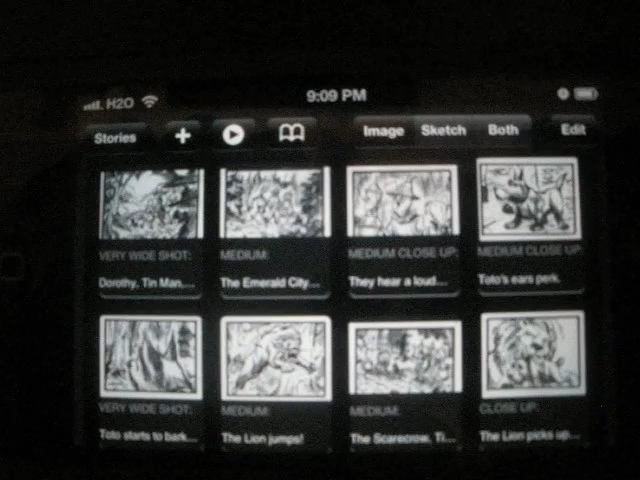 H2O 9:09 PM
Stories Image Sketch Both Edit
VERY WIDE SHOT: MEDIUM: MEDIUM CLOSE UP: MEDIUM CLOSE UP:
Dorothy, Tin Man,... The Emerald City... They hear a loud... Toto's ears perk.
VERY WIDE SHOT: MEDIUM: MEDIUM: CLOSE UP:
Toto starts to bark... The Lion jumps! The Scarecrow, Ti... The Lion picks up...